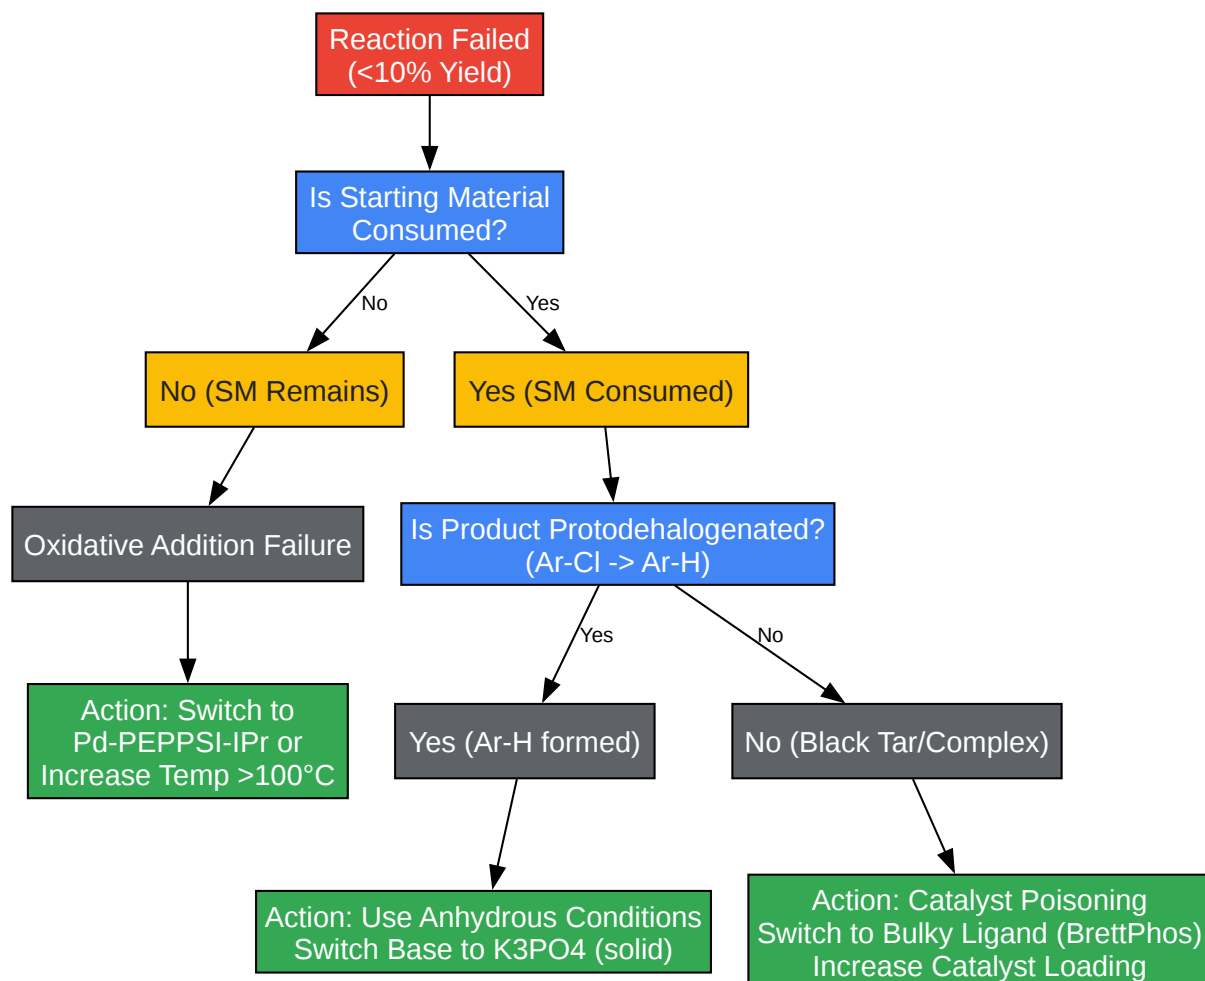 Reaction Failed
(<10% Yield)
Is Starting Material
Consumed?
No
Yes
No (SM Remains)
Yes (SM Consumed)
Oxidative Addition Failure
Is Product Protodehalogenated?
(Ar-Cl -> Ar-H)
Yes
No
Action: Switch to
Pd-PEPPSI-IPr or
Increase Temp >100°C
Yes (Ar-H formed)
No (Black Tar/Complex)
Action: Use Anhydrous Conditions
Switch Base to K3PO4 (solid)
Action: Catalyst Poisoning
Switch to Bulky Ligand (BrettPhos)
Increase Catalyst Loading